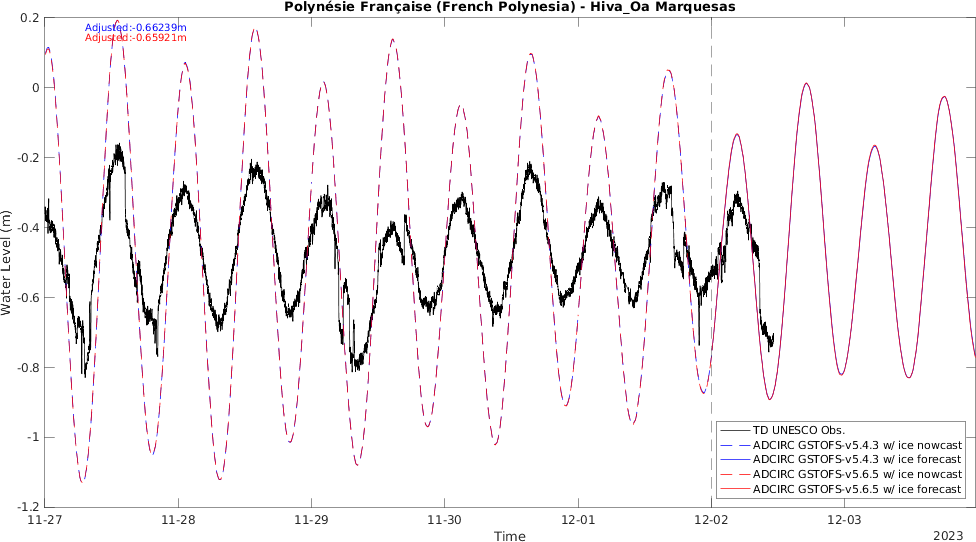 Polynésie Française (French Polynesia) - Hiva_Oa Marquesas
Adjusted:-0.66239m
Adjusted:-0.65921m
0.2
0
-0.2
-0.4
-0.6
-0.8
-1
-1.2
Water Level (m)
TD UNESCO Obs.
ADCIRC GSTOFS-v5.4.3 w/ ice nowcast
ADCIRC GSTOFS-v5.4.3 w/ ice forecast
ADCIRC GSTOFS-v5.6.5 w/ ice nowcast
ADCIRC GSTOFS-v5.6.5 w/ ice forecast
11-27 11-28 11-29 11-30 12-01 12-02 12-03
Time
2023